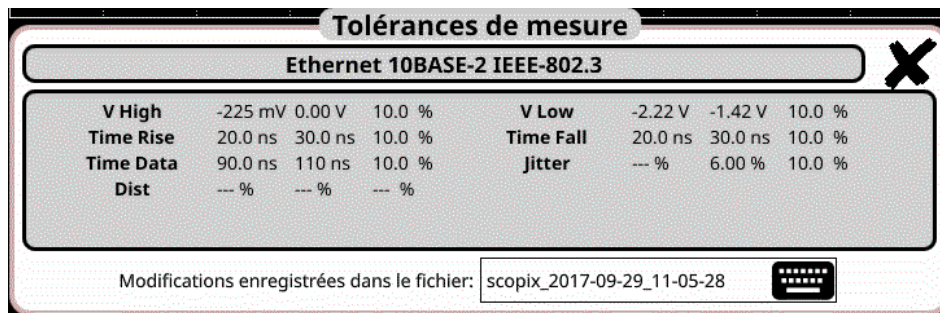 Tolérances de mesure
Ethernet 10BASE-2 IEEE-802.3
V High -225 mV 0.00 V 10.0 % V Low -2.22 V -1.42 V 10.0 %
Time Rise 20.0 ns 30.0 ns 10.0 % Time Fall 20.0 ns 30.0 ns 10.0 %
Time Data 90.0 ns 110 ns 10.0 % Jitter --- % 6.00 % 10.0 %
Dist --- % --- % --- %
Modifications enregistrées dans le fichier: scopix_2017-09-29_11-05-28